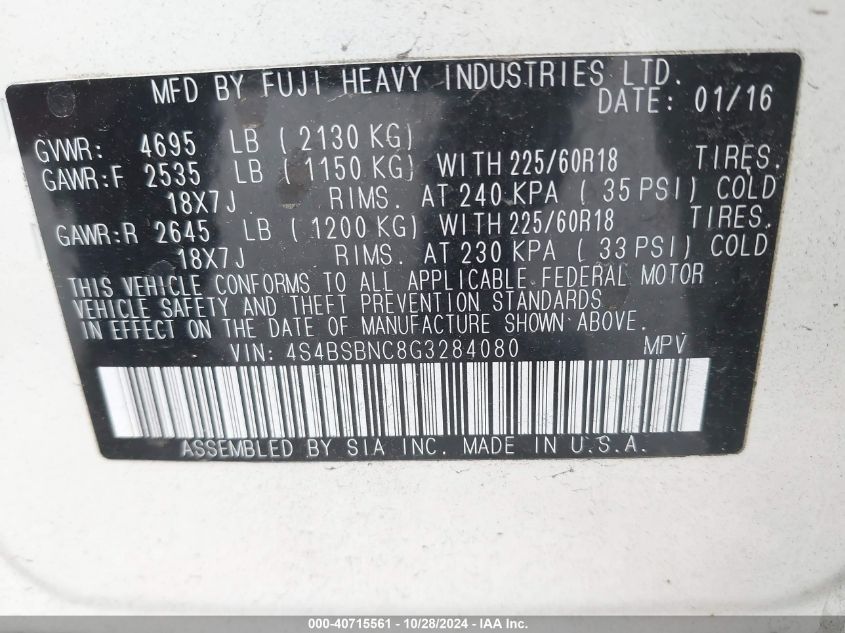 MFD BY FUJI HEAVY INDUSTRIES LTD.
DATE: 01/16
GVWR: 4695 LB ( 2130 KG)
GAWR:F 2535 LB ( 1150 KG) WITH 225/60R18 TIRES.
18X7J RIMS. AT 240 KPA ( 35 PSI) COLD
GAWR:R 2645 LB ( 1200 KG) WITH 225/60R18 TIRES.
18X7J RIMS. AT 230 KPA ( 33 PSI) COLD
THIS VEHICLE CONFORMS TO ALL APPLICABLE FEDERAL MOTOR
VEHICLE SAFETY AND THEFT PREVENTION STANDARDS
IN EFFECT ON THE DATE OF MANUFACTURE SHOWN ABOVE.
VIN: 4S4BSBNC8G3284080 MPV
ASSEMBLED BY SIA INC. MADE IN U.S.A.
000-40715561 - 10/28/2024 - IAAI.COM